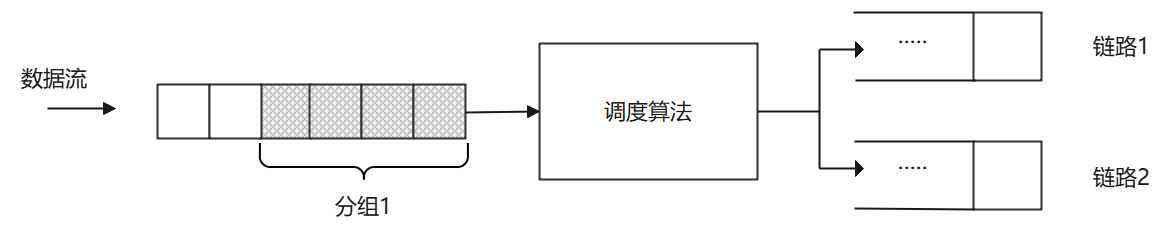 数据流
分组1
调度算法
.....
链路1
.....
链路2